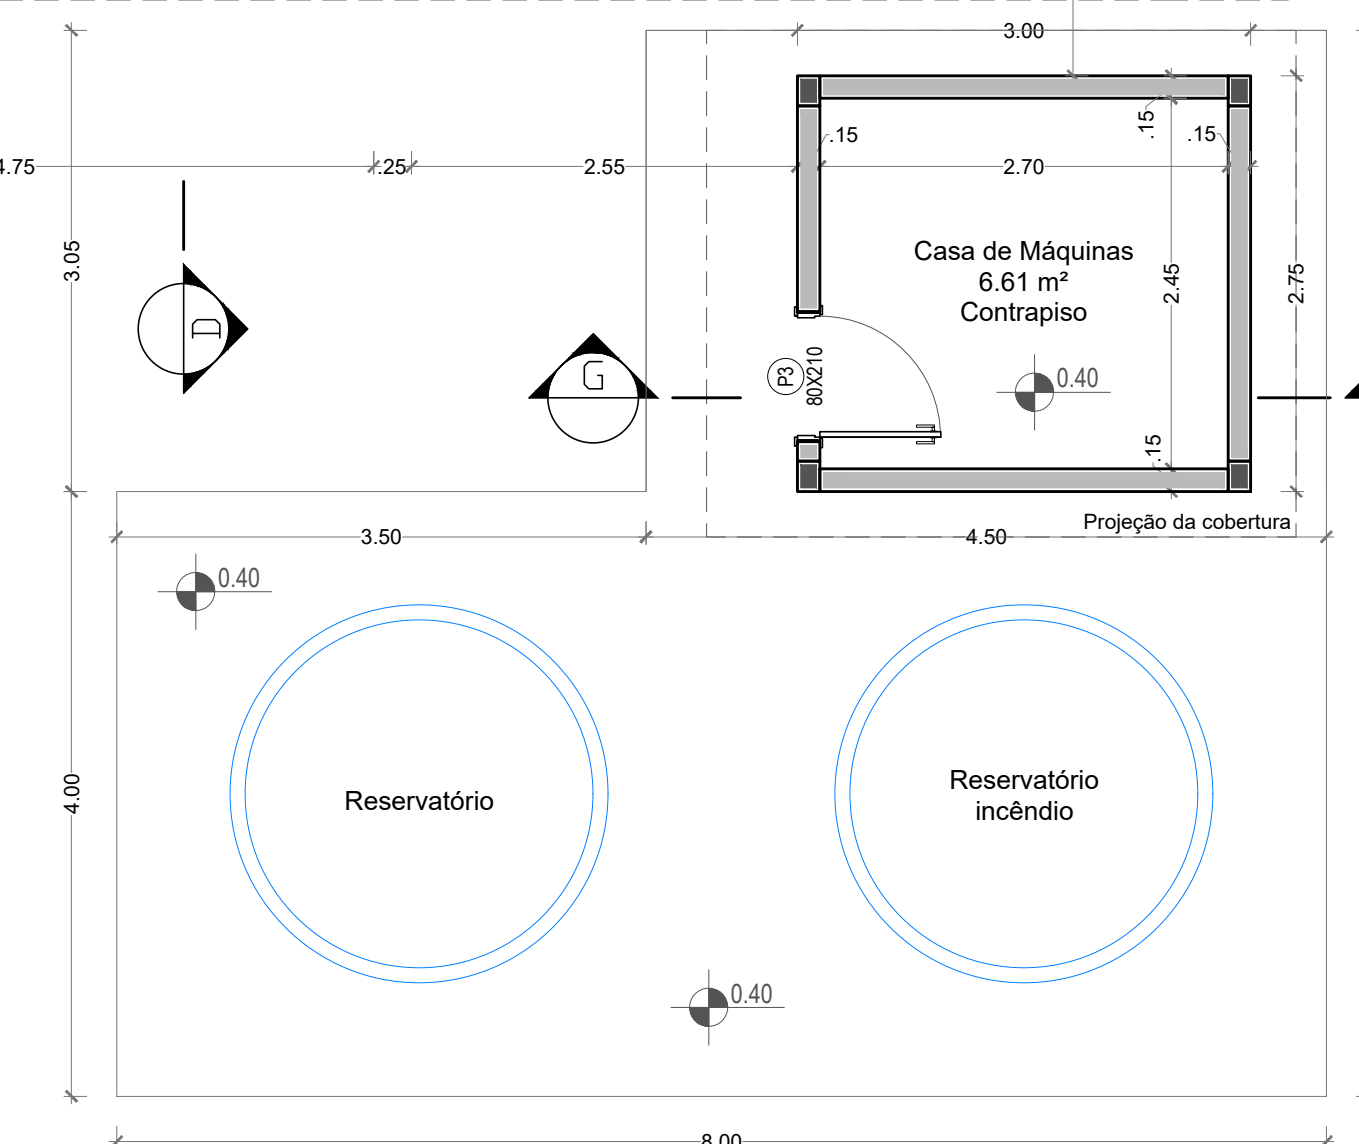 3.00
.15
.15
.15
4.75
.25
2.55
2.70
3.05
Casa de Máquinas
6.61 m²
Contrapiso
2.45
2.75
D
G
P3
80X210
0.40
.15
Projeção da cobertura
3.50
4.50
0.40
Reservatório
Reservatório
incêndio
4.00
0.40
8.00